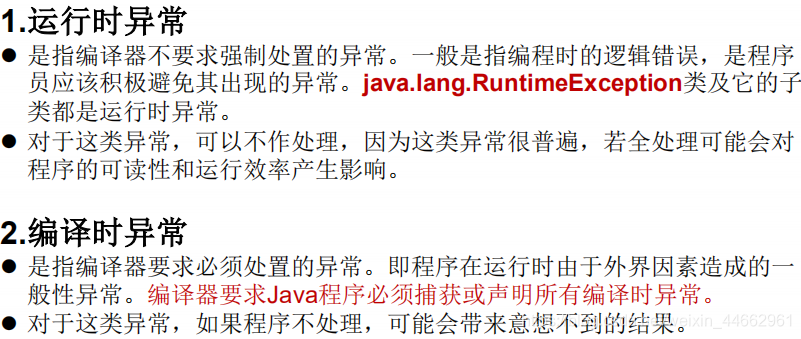 1.运行时异常
● 是指编译器不要求强制处置的异常。一般是指编程时的逻辑错误，是程序
员应该积极避免其出现的异常。java.lang.RuntimeException类及它的子
类都是运行时异常。
● 对于这类异常，可以不作处理，因为这类异常很普遍，若全处理可能会对
程序的可读性和运行效率产生影响。
2.编译时异常
● 是指编译器要求必须处置的异常。即程序在运行时由于外界因素造成的一
般性异常。编译器要求Java程序必须捕获或声明所有编译时异常。
● 对于这类异常，如果程序不处理，可能会带来意想不到的结果。
weixin_44662961